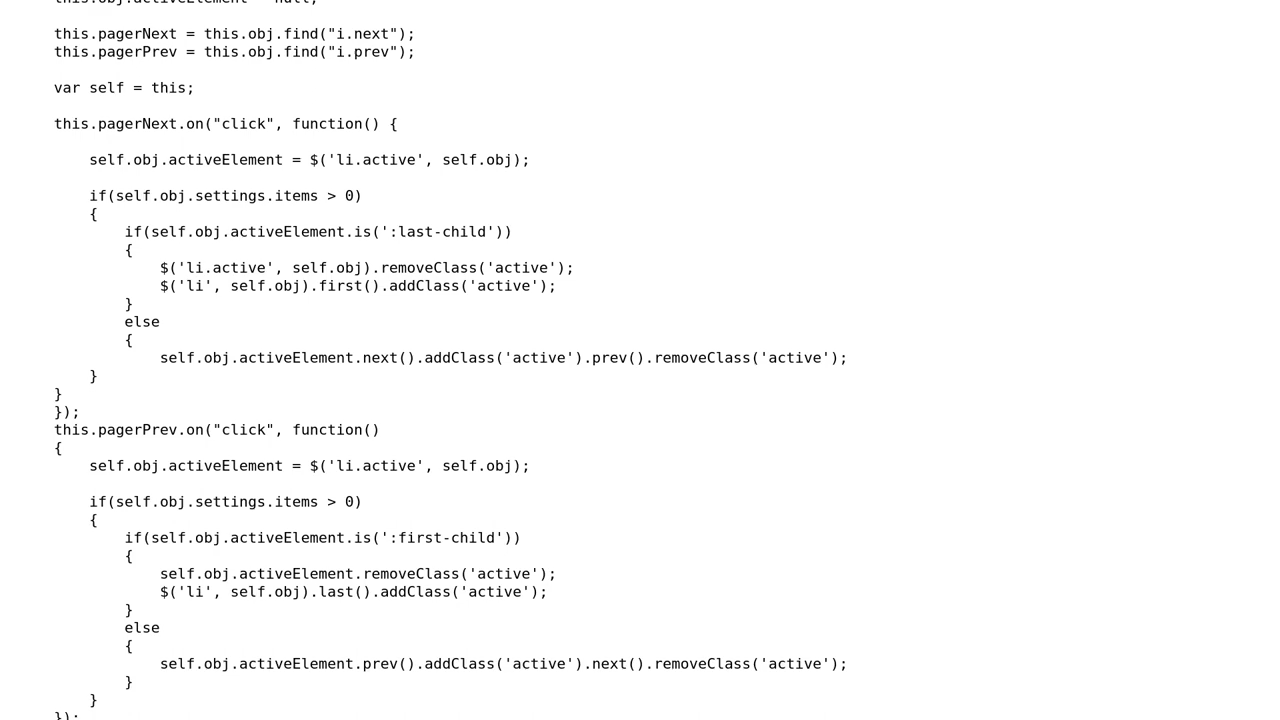 this.obj.activeElement = null;
this.pagerNext = this.obj.find("i.next");
this.pagerPrev = this.obj.find("i.prev");
var self = this;
this.pagerNext.on("click", function() {
self.obj.activeElement = $('li.active', self.obj);
if(self.obj.settings.items > 0)
{
if(self.obj.activeElement.is(':last-child'))
{
$('li.active', self.obj).removeClass('active');
$('li', self.obj).first().addClass('active');
}
else
{
self.obj.activeElement.next().addClass('active').prev().removeClass('active');
}
}
});
this.pagerPrev.on("click", function()
{
self.obj.activeElement = $('li.active', self.obj);
if(self.obj.settings.items > 0)
{
if(self.obj.activeElement.is(':first-child'))
{
self.obj.activeElement.removeClass('active');
$('li', self.obj).last().addClass('active');
}
else
{
self.obj.activeElement.prev().addClass('active').next().removeClass('active');
}
}
});